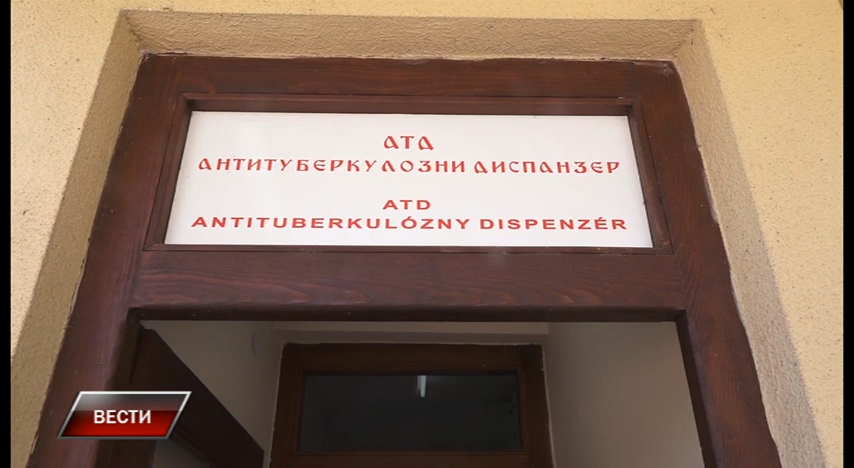 АТД
АНТИТУБЕРКУЛОЗНИ ДИСПАНЗЕР
ATD
ANTITUBERKULÓZNY DISPENZÉR
ВЕСТИ